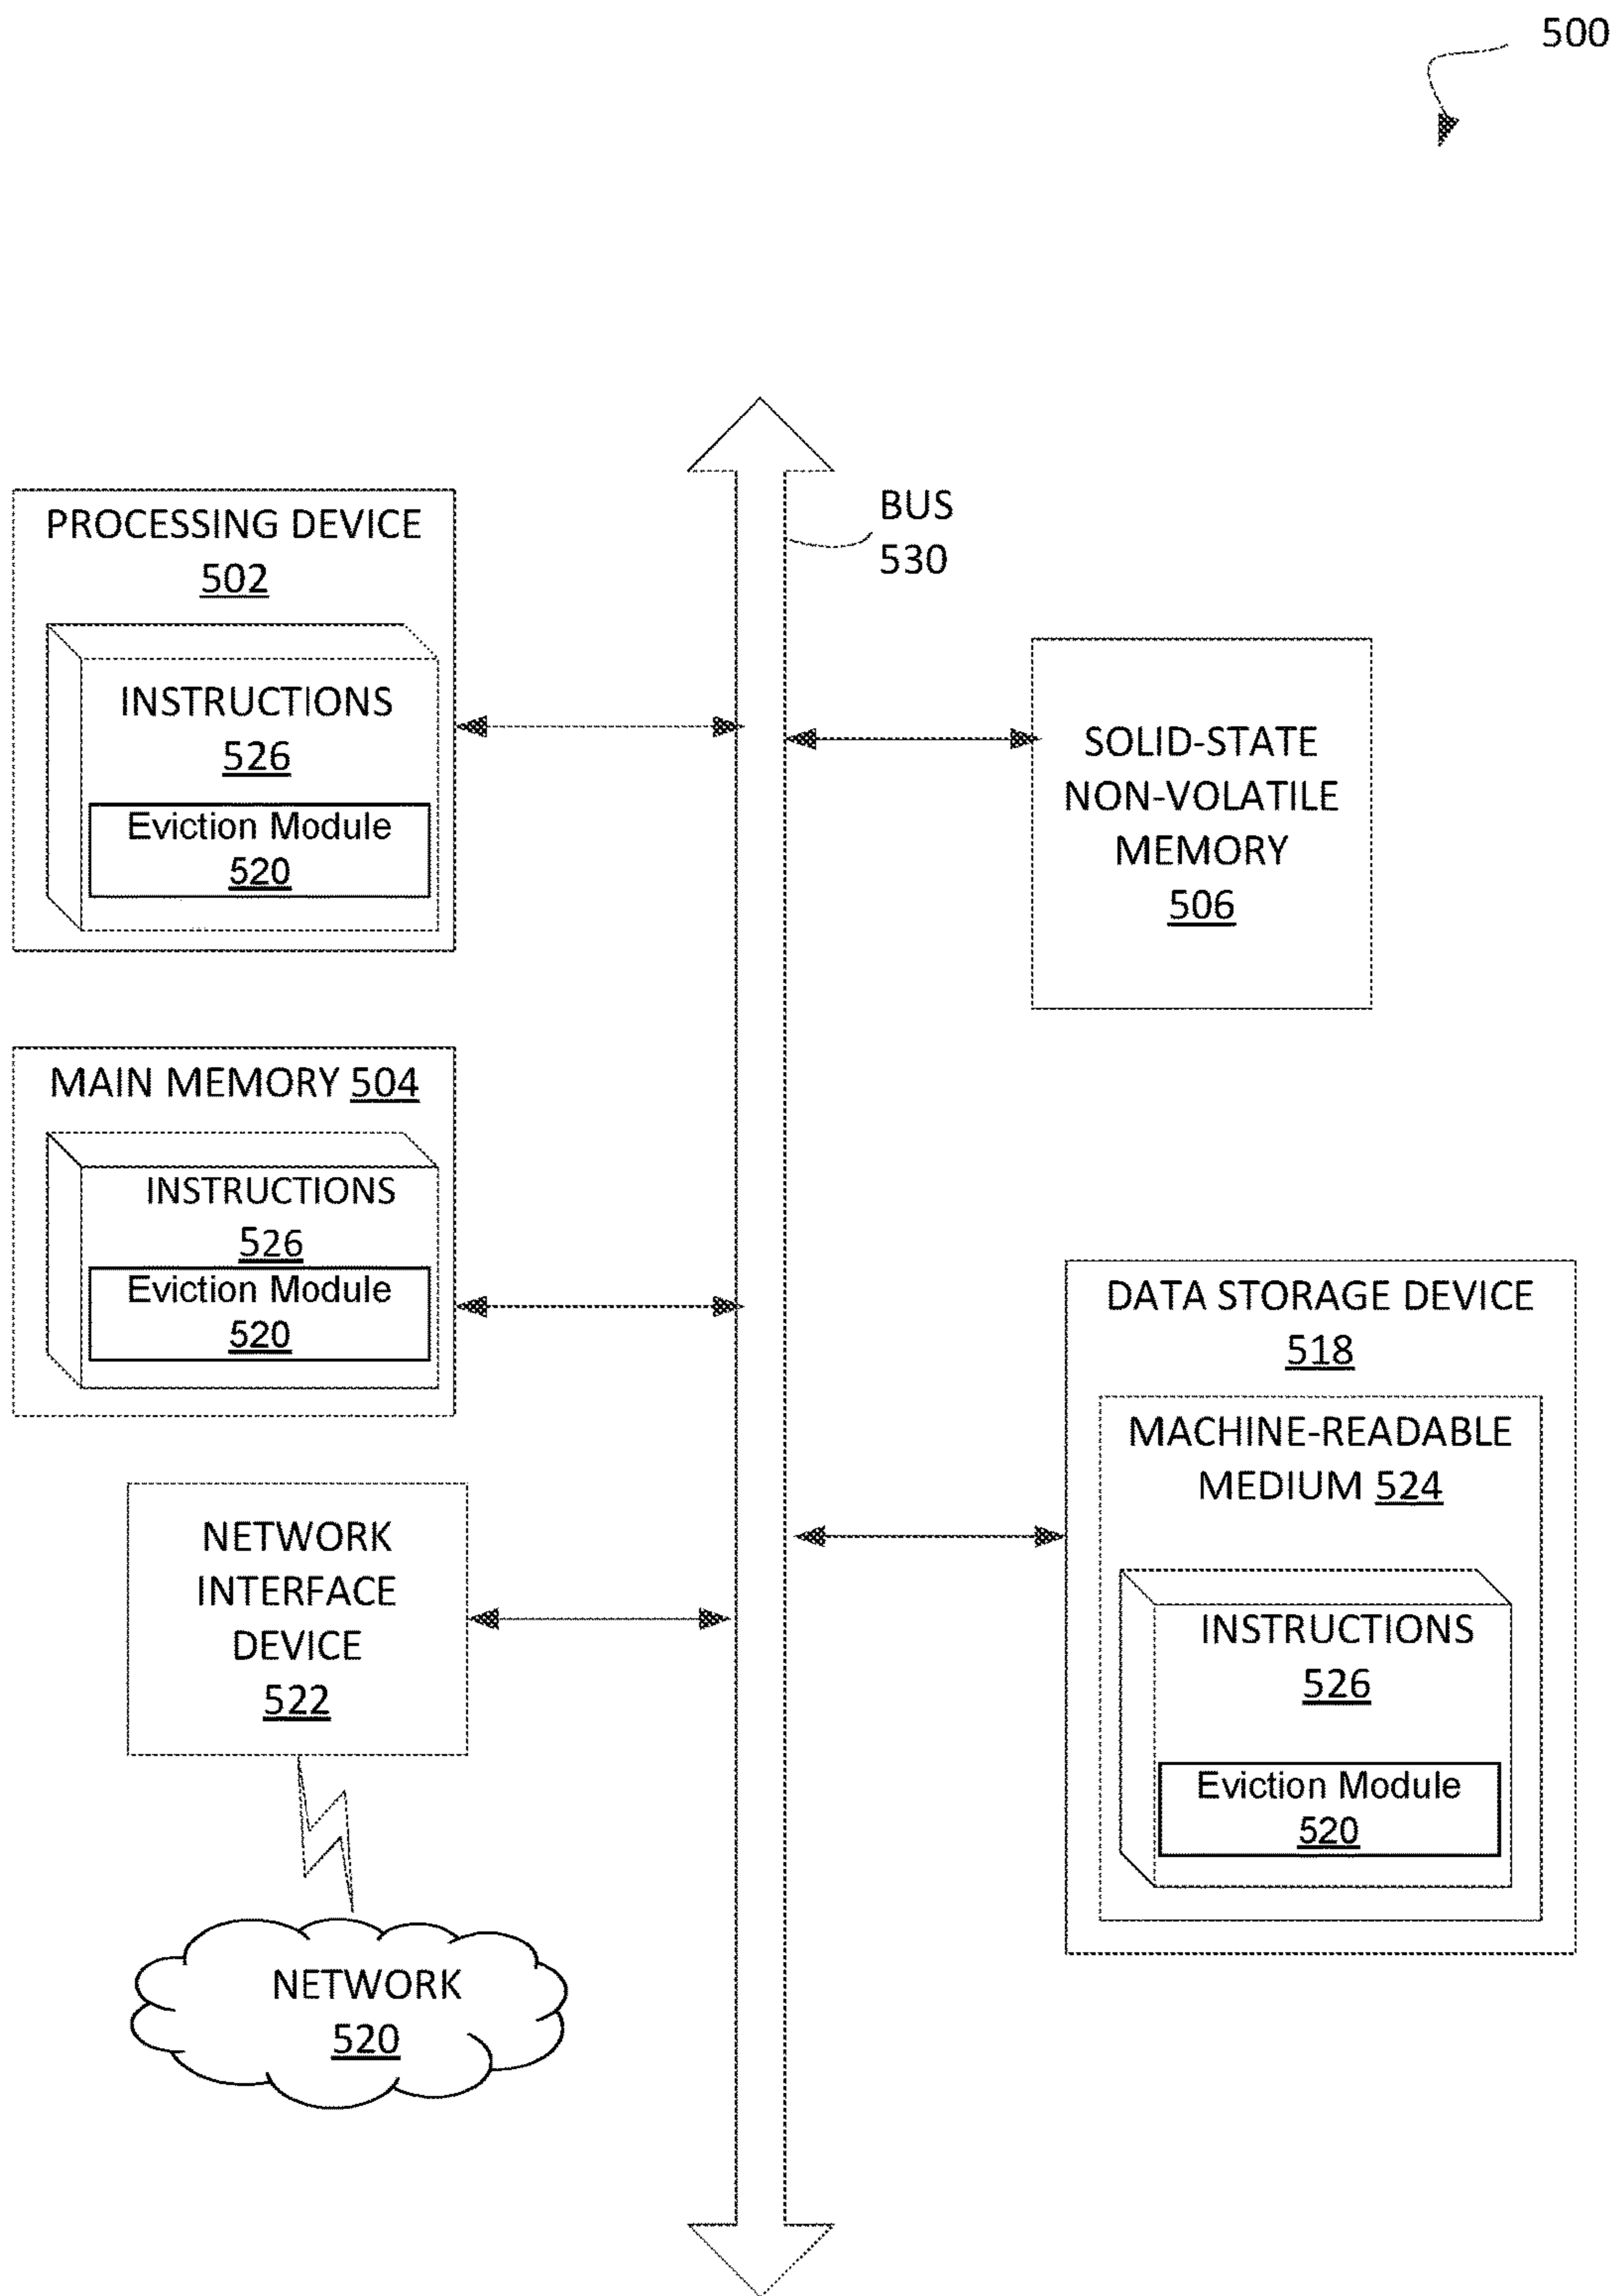 500
BUS
530
PROCESSING DEVICE
502
INSTRUCTIONS
526
Eviction Module
520
SOLID-STATE
NON-VOLATILE
MEMORY
506
MAIN MEMORY 504
INSTRUCTIONS
526
Eviction Module
520
DATA STORAGE DEVICE
518
MACHINE-READABLE
MEDIUM 524
INSTRUCTIONS
526
Eviction Module
520
NETWORK
INTERFACE
DEVICE
522
NETWORK
520